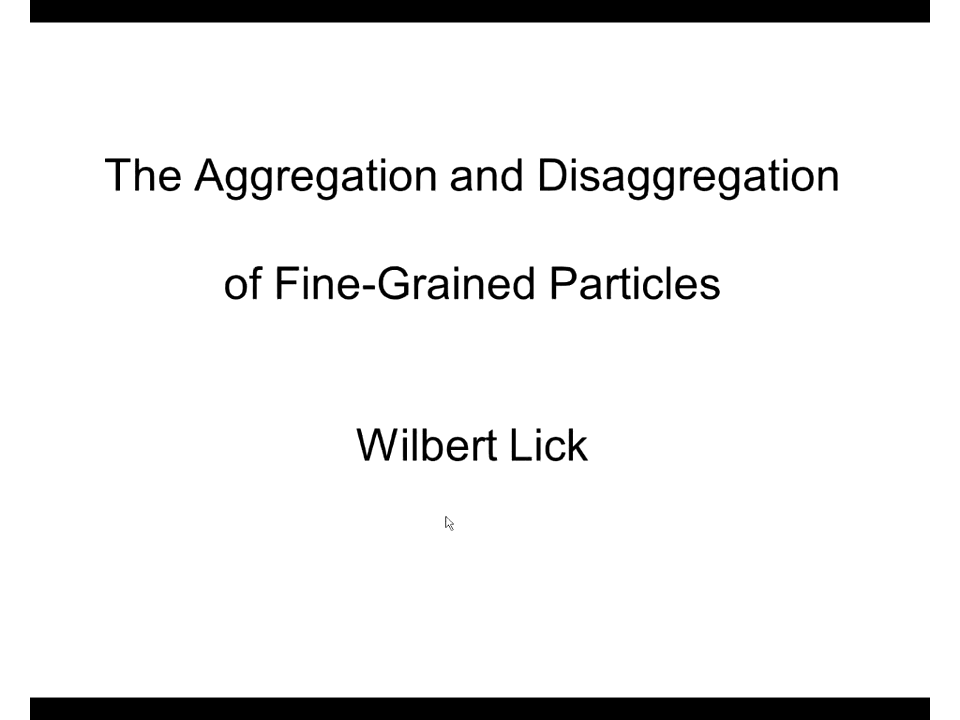 The Aggregation and Disaggregation
of Fine-Grained Particles
Wilbert Lick